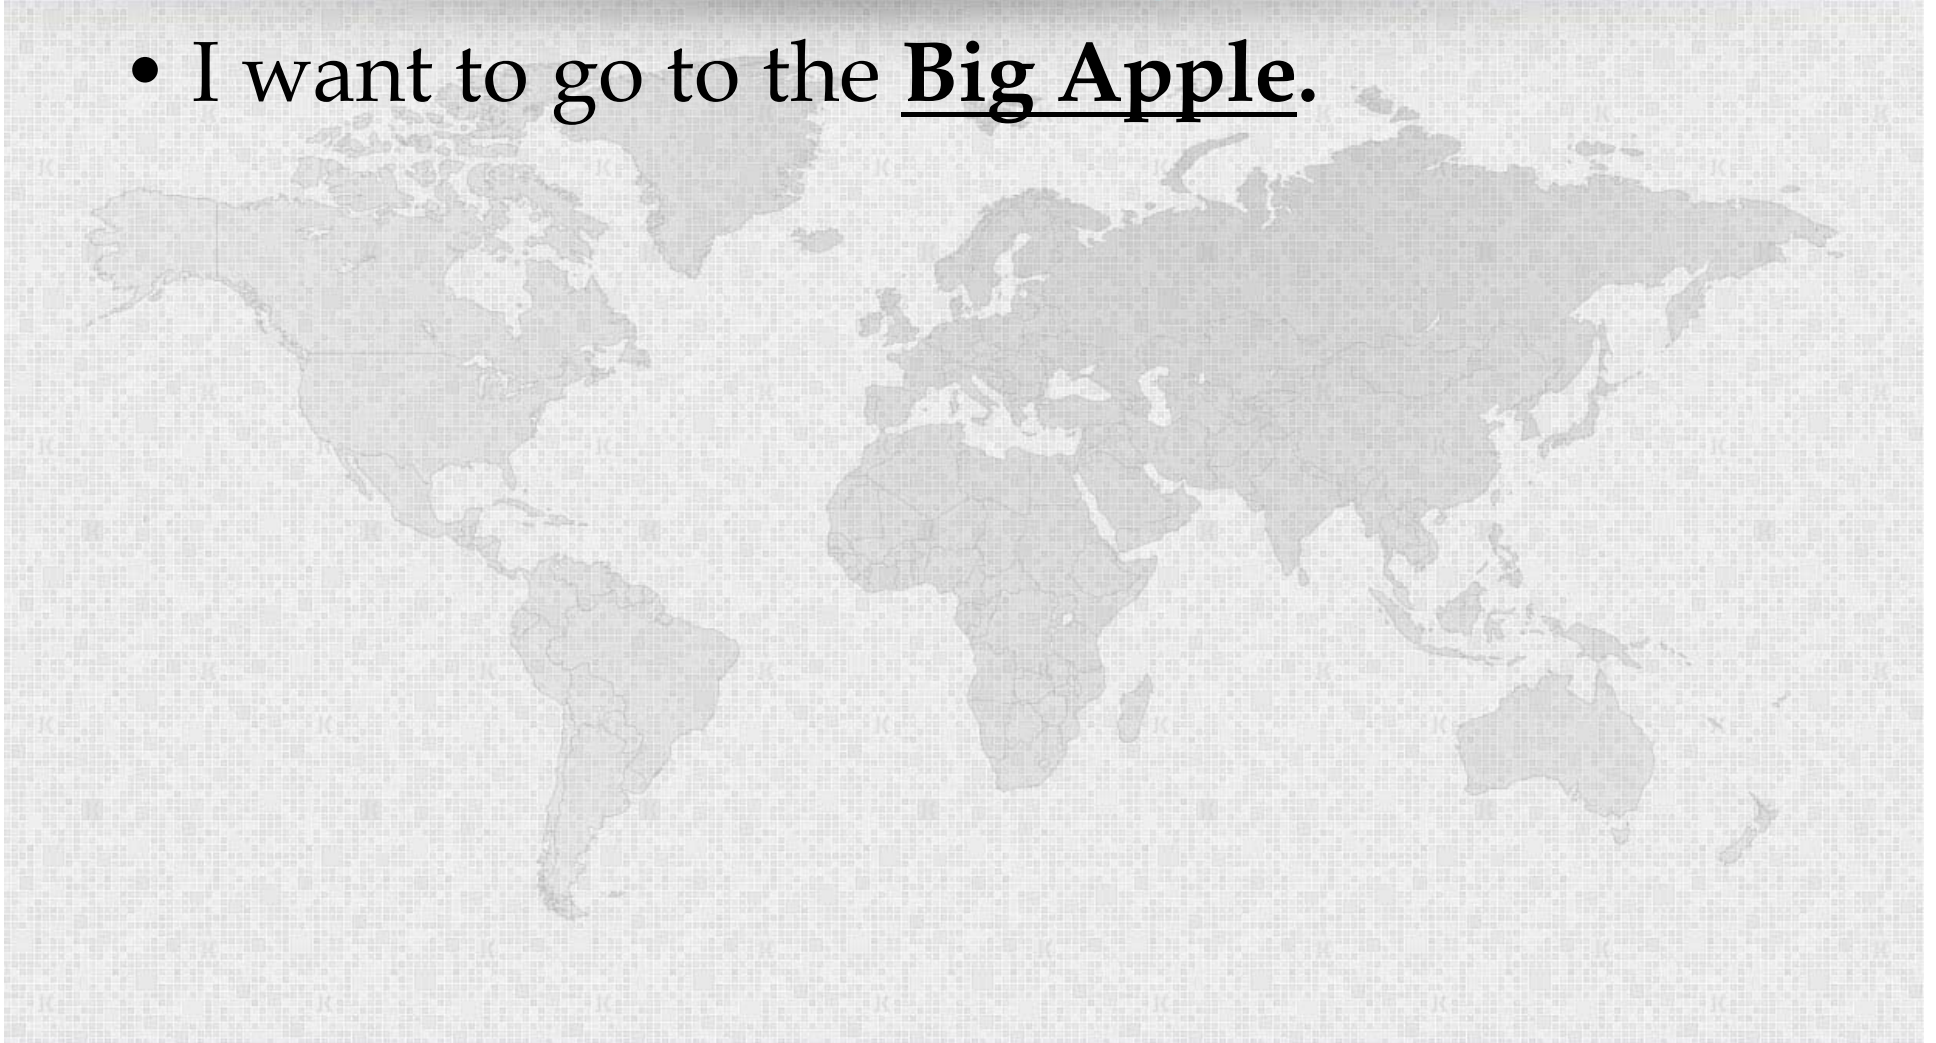 • I want to go to the Big Apple.